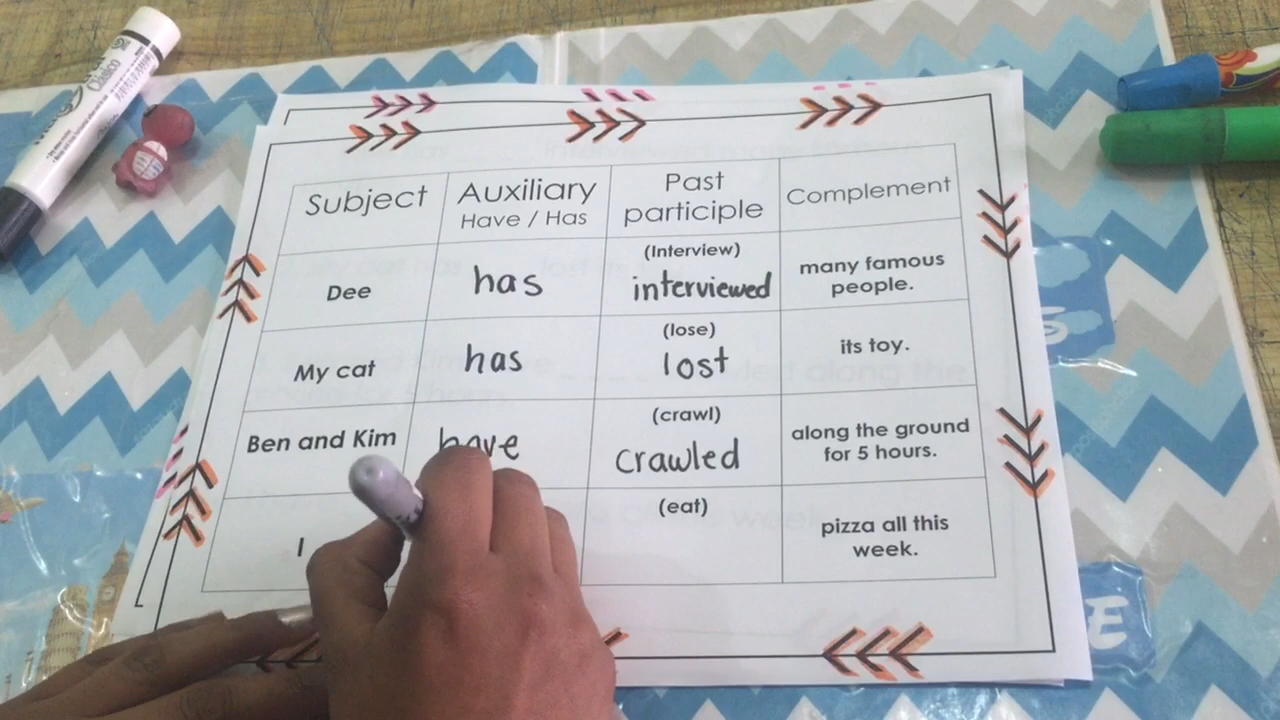 Subject
Auxiliary
Have / Has
Past
participle
Complement
Dee
has
(Interview)
interviewed
many famous
people.
My cat
has
(lose)
lost
its toy.
Ben and Kim
have
(crawl)
Crawled
along the ground
for 5 hours.
I
(eat)
pizza all this
week.
E